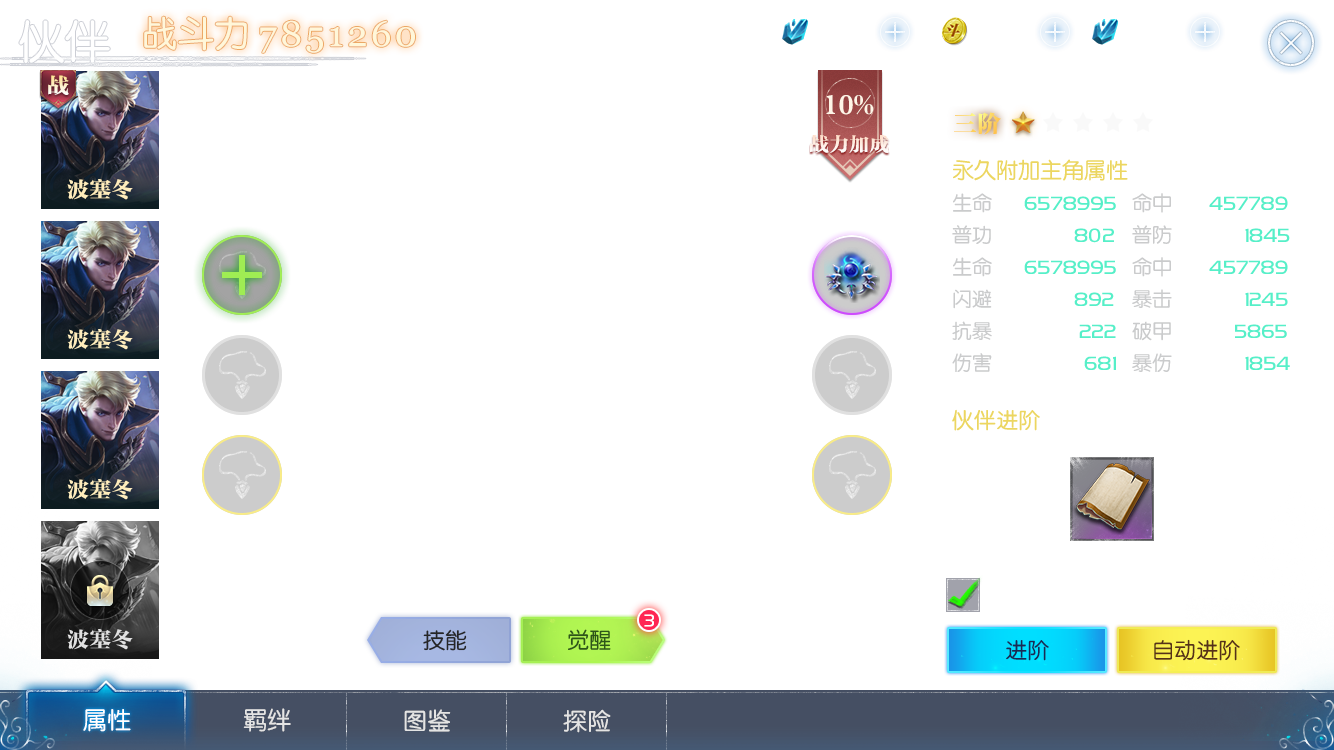 伙伴 战斗力 7851260
战
波塞冬
波塞冬
波塞冬
波塞冬
10%
战力加成
三阶
永久附加主角属性
生命 6578995 命中 457789
普功 802 普防 1845
生命 6578995 命中 457789
闪避 892 暴击 1245
抗暴 222 破甲 5865
伤害 681 暴伤 1854
伙伴进阶
技能
觉醒
3
进阶
自动进阶
属性
羁绊
图鉴
探险